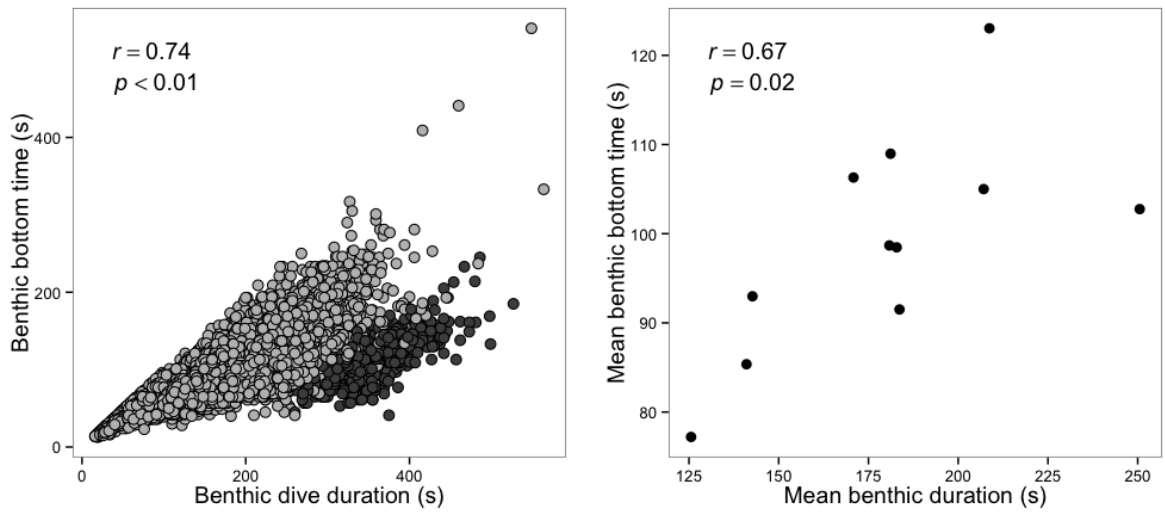 r = 0.74
p < 0.01
Benthic bottom time (s)
400
200
0
0 200 400
Benthic dive duration (s)
r = 0.67
p = 0.02
Mean benthic bottom time (s)
120
110
100
90
80
125 150 175 200 225 250
Mean benthic duration (s)